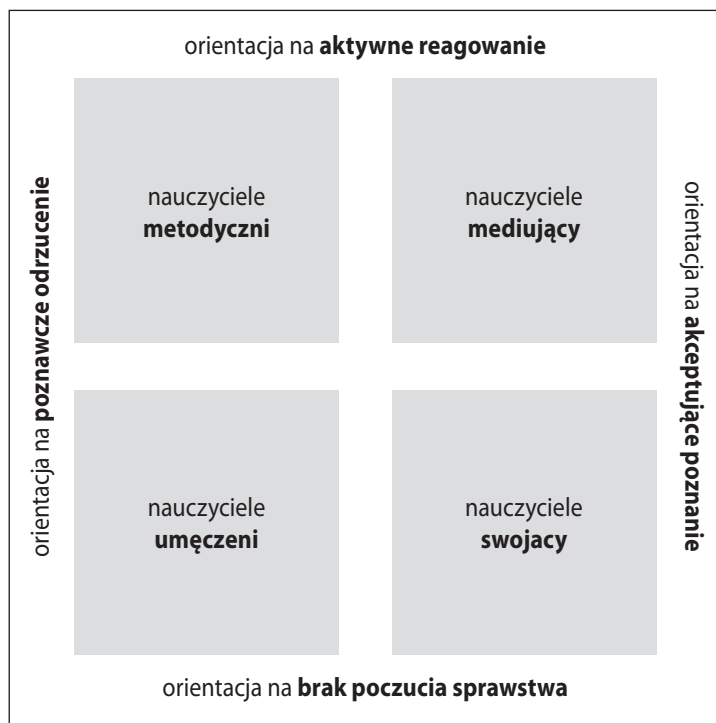 orientacja na aktywne reagowanie
orientacja na poznawcze odrzucenie
nauczyciele
metodyczni
nauczyciele
mediujący
orientacja na akceptujące poznanie
nauczyciele
umęczeni
nauczyciele
swojacy
orientacja na brak poczucia sprawstwa